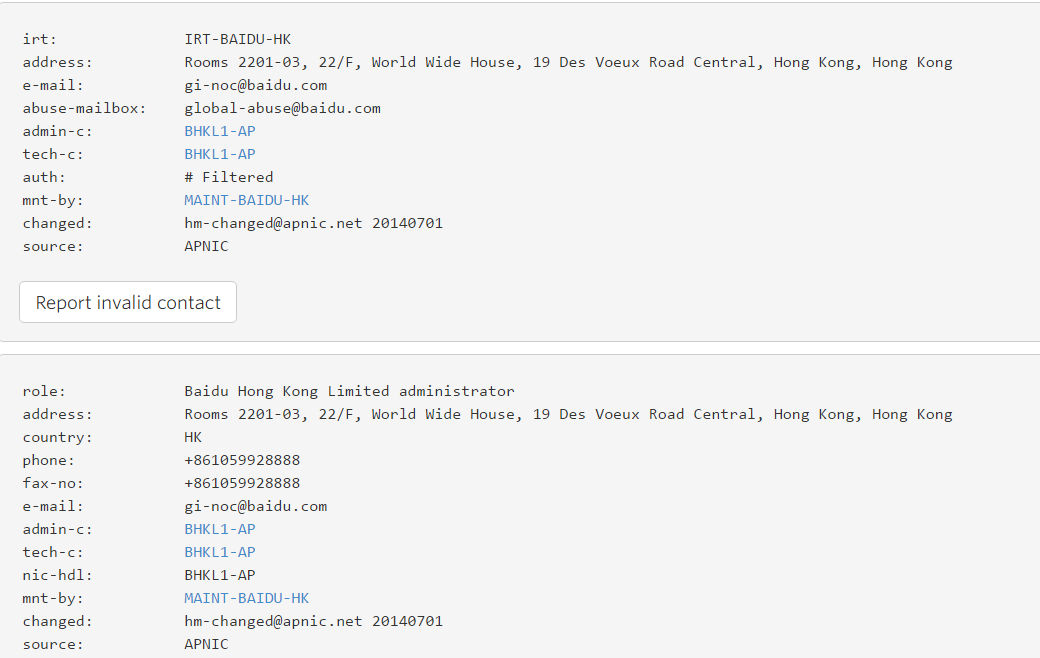 irt: IRT-BAIDU-HK
address: Rooms 2201-03, 22/F, World Wide House, 19 Des Voeux Road Central, Hong Kong, Hong Kong
e-mail: gi-noc@baidu.com
abuse-mailbox: global-abuse@baidu.com
admin-c: BHKL1-AP
tech-c: BHKL1-AP
auth: # Filtered
mnt-by: MAINT-BAIDU-HK
changed: hm-changed@apnic.net 20140701
source: APNIC
Report invalid contact
role: Baidu Hong Kong Limited administrator
address: Rooms 2201-03, 22/F, World Wide House, 19 Des Voeux Road Central, Hong Kong, Hong Kong
country: HK
phone: +861059928888
fax-no: +861059928888
e-mail: gi-noc@baidu.com
admin-c: BHKL1-AP
tech-c: BHKL1-AP
nic-hdl: BHKL1-AP
mnt-by: MAINT-BAIDU-HK
changed: hm-changed@apnic.net 20140701
source: APNIC